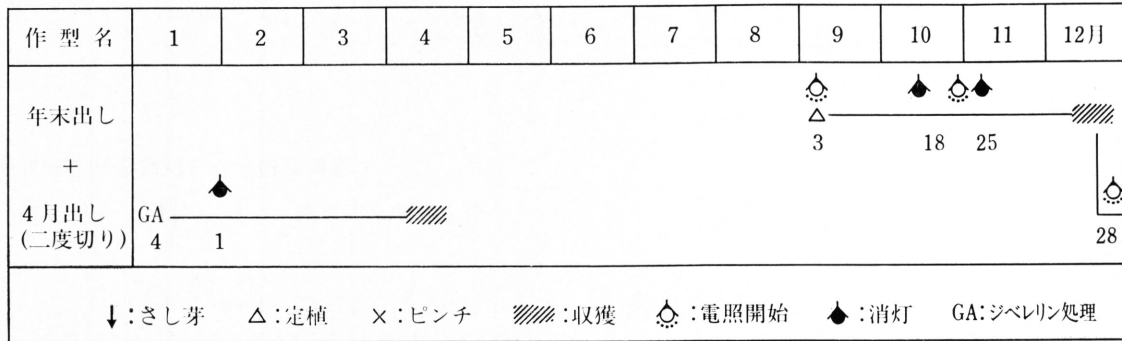 作型名 1 2 3 4 5 6 7 8 9 10 11 12月
年末出し
3 18 25
+
4月出し GA
(二度切り) 4 1 28
↓:さし芽 △:定植 ×:ピンチ :収穫 :電照開始 :消灯 GA:ジベレリン処理